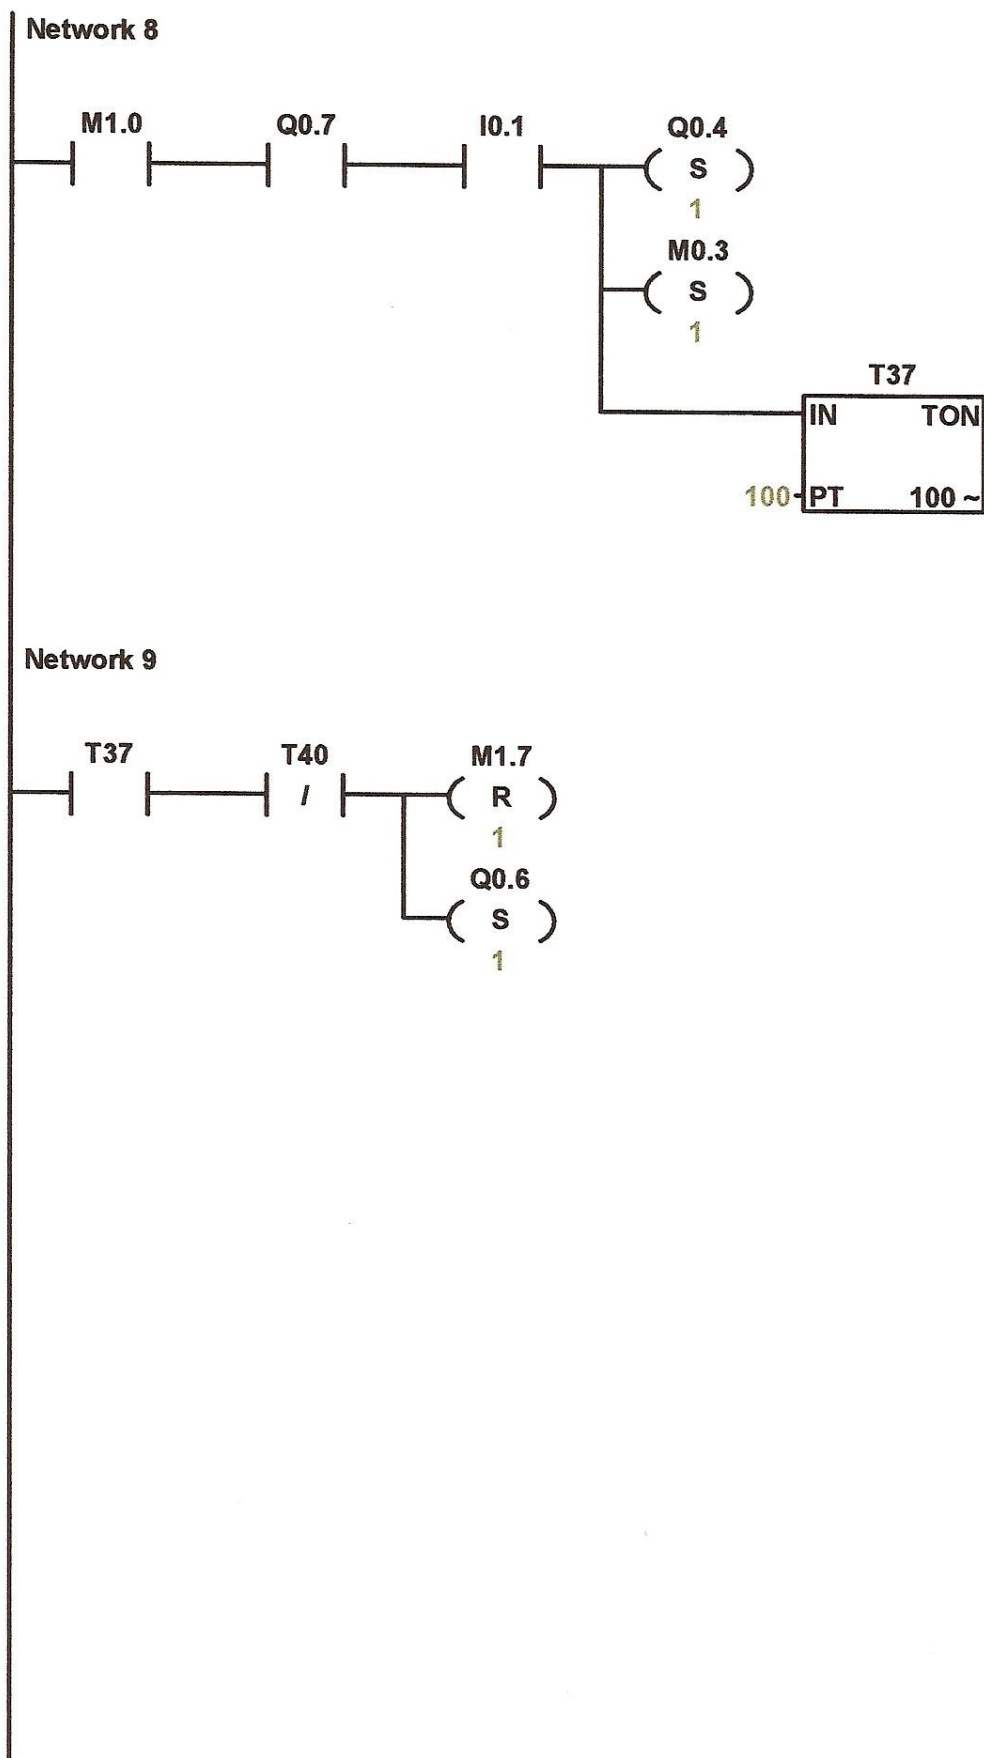 Network 8
M1.0 Q0.7 I0.1 Q0.4
S
1
M0.3
S
1
T37
IN TON
100 PT 100 ~
Network 9
T37 T40 M1.7
/ R
1
Q0.6
S
1